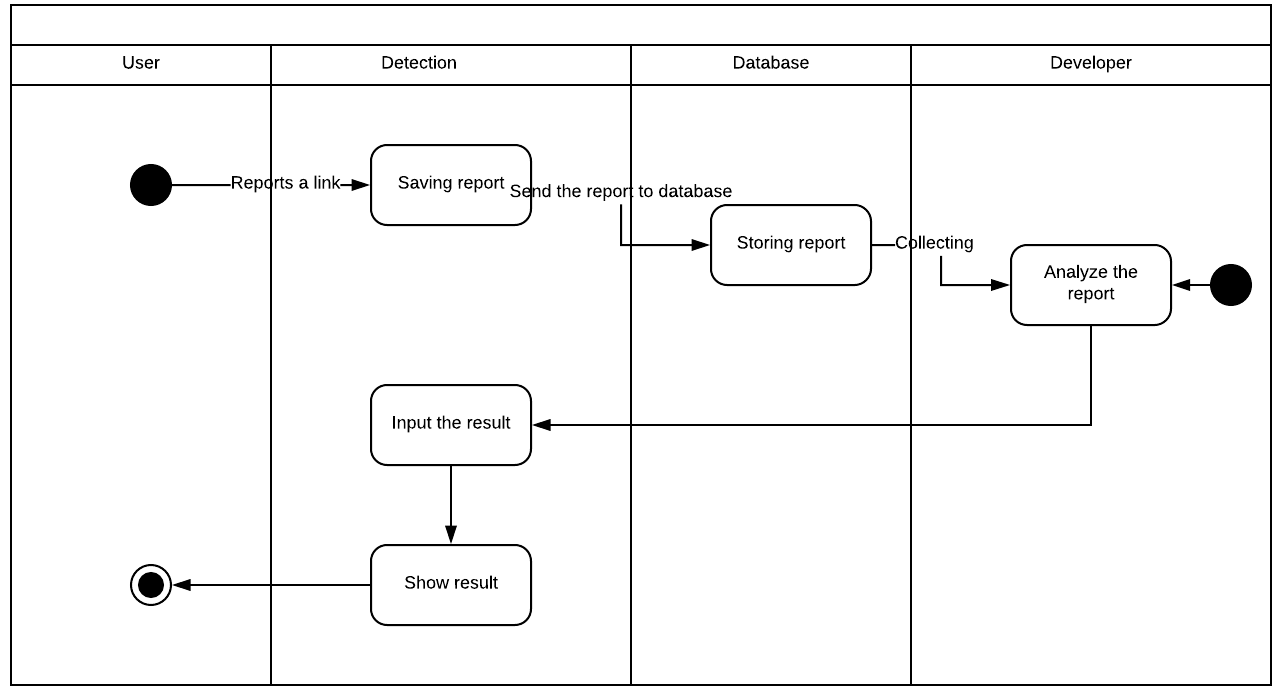 User
Detection
Database
Developer
Reports a link
Saving report
Send the report to database
Storing report
Collecting
Analyze the
report
Input the result
Show result